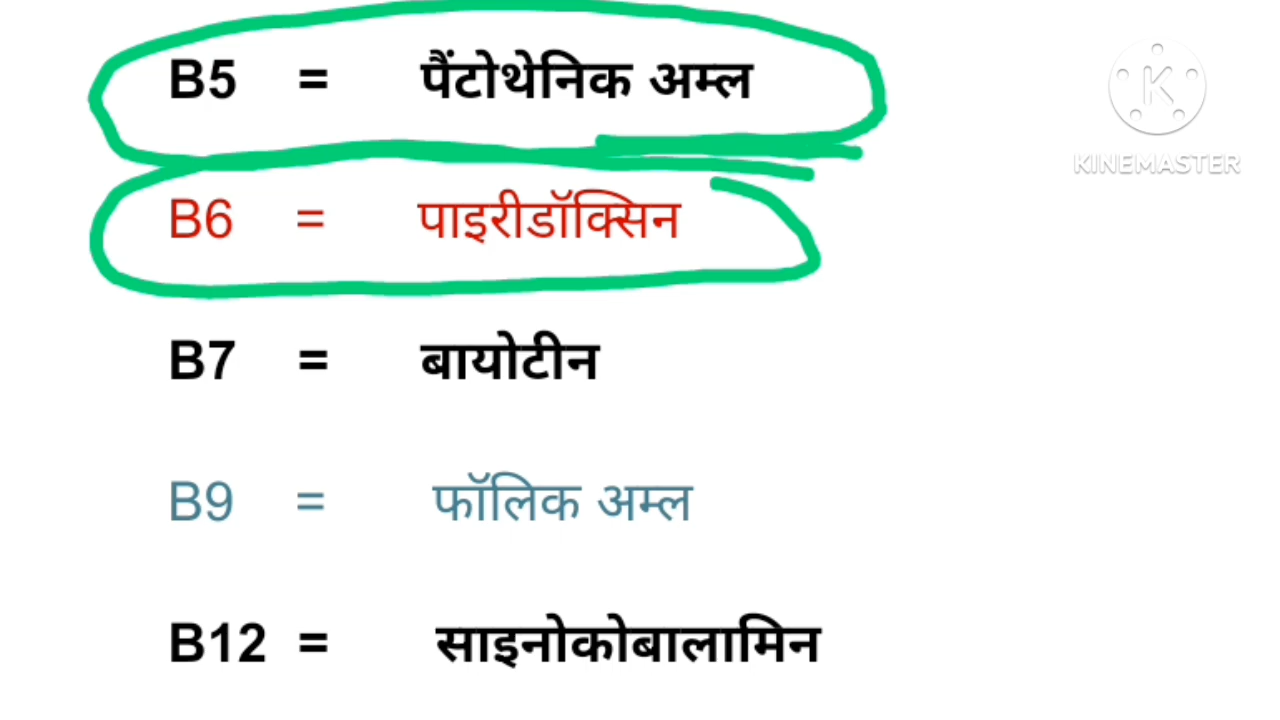 B5 = पैंटोथेनिक अम्ल
KINEMASTER
B6 = पाइरीडॉक्सिन
B7 = बायोटीन
B9 = फॉलिक अम्ल
B12 = साइनोकोबालामिन